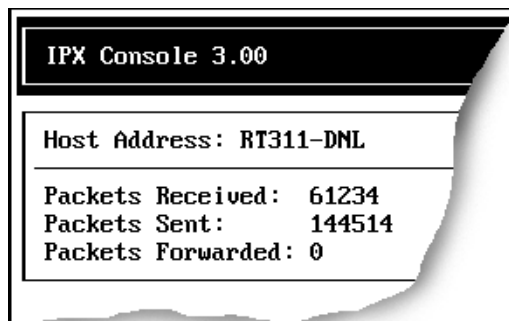 IPX Console 3.00
Host Address: RT311-DNL
Packets Received: 61234
Packets Sent: 144514
Packets Forwarded: 0